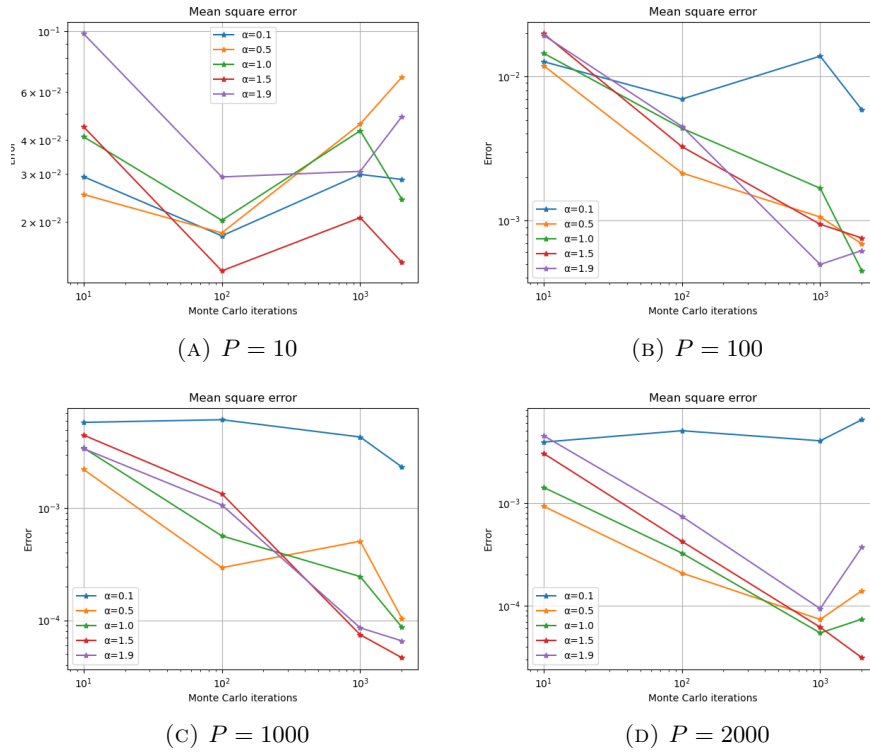 Mean square error
10⁻¹
6 × 10⁻²
4 × 10⁻²
3 × 10⁻²
2 × 10⁻²
Error
α=0.1
α=0.5
α=1.0
α=1.5
α=1.9
10¹
10²
10³
Monte Carlo iterations
(A) P = 10
Mean square error
10⁻²
10⁻³
Error
α=0.1
α=0.5
α=1.0
α=1.5
α=1.9
10¹
10²
10³
Monte Carlo iterations
(B) P = 100
Mean square error
10⁻³
10⁻⁴
Error
α=0.1
α=0.5
α=1.0
α=1.5
α=1.9
10¹
10²
10³
Monte Carlo iterations
(C) P = 1000
Mean square error
10⁻³
10⁻⁴
Error
α=0.1
α=0.5
α=1.0
α=1.5
α=1.9
10¹
10²
10³
Monte Carlo iterations
(D) P = 2000